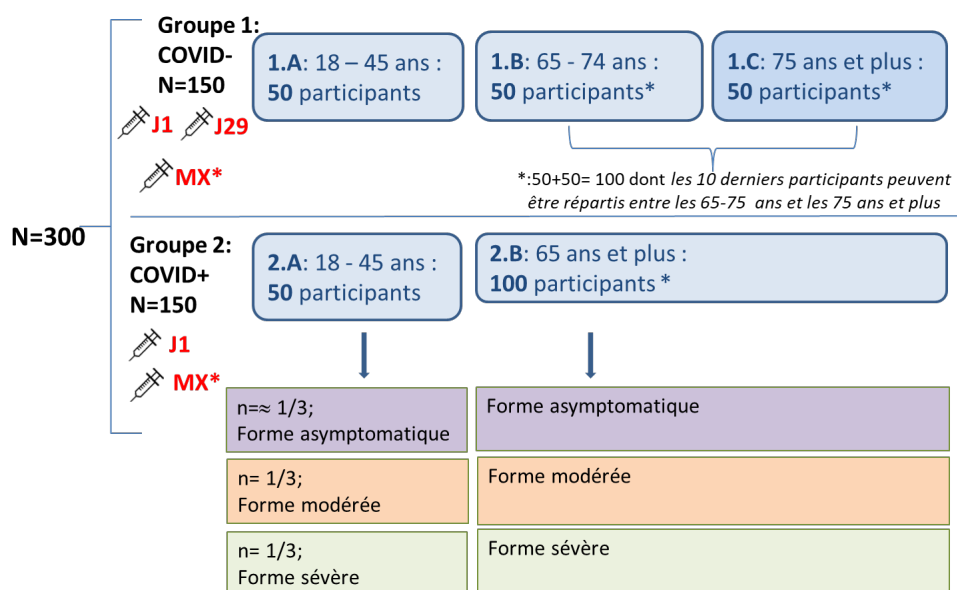 Groupe 1:
COVID-
N=150
J1
J29
MX*
1.A: 18 – 45 ans :
50 participants
1.B: 65 - 74 ans :
50 participants*
1.C: 75 ans et plus :
50 participants*
*:50+50= 100 dont les 10 derniers participants peuvent
être répartis entre les 65-75 ans et les 75 ans et plus
N=300
Groupe 2:
COVID+
N=150
J1
MX*
2.A: 18 - 45 ans :
50 participants
2.B: 65 ans et plus :
100 participants *
n=≈ 1/3;
Forme asymptomatique
Forme asymptomatique
n= 1/3;
Forme modérée
Forme modérée
n= 1/3;
Forme sévère
Forme sévère